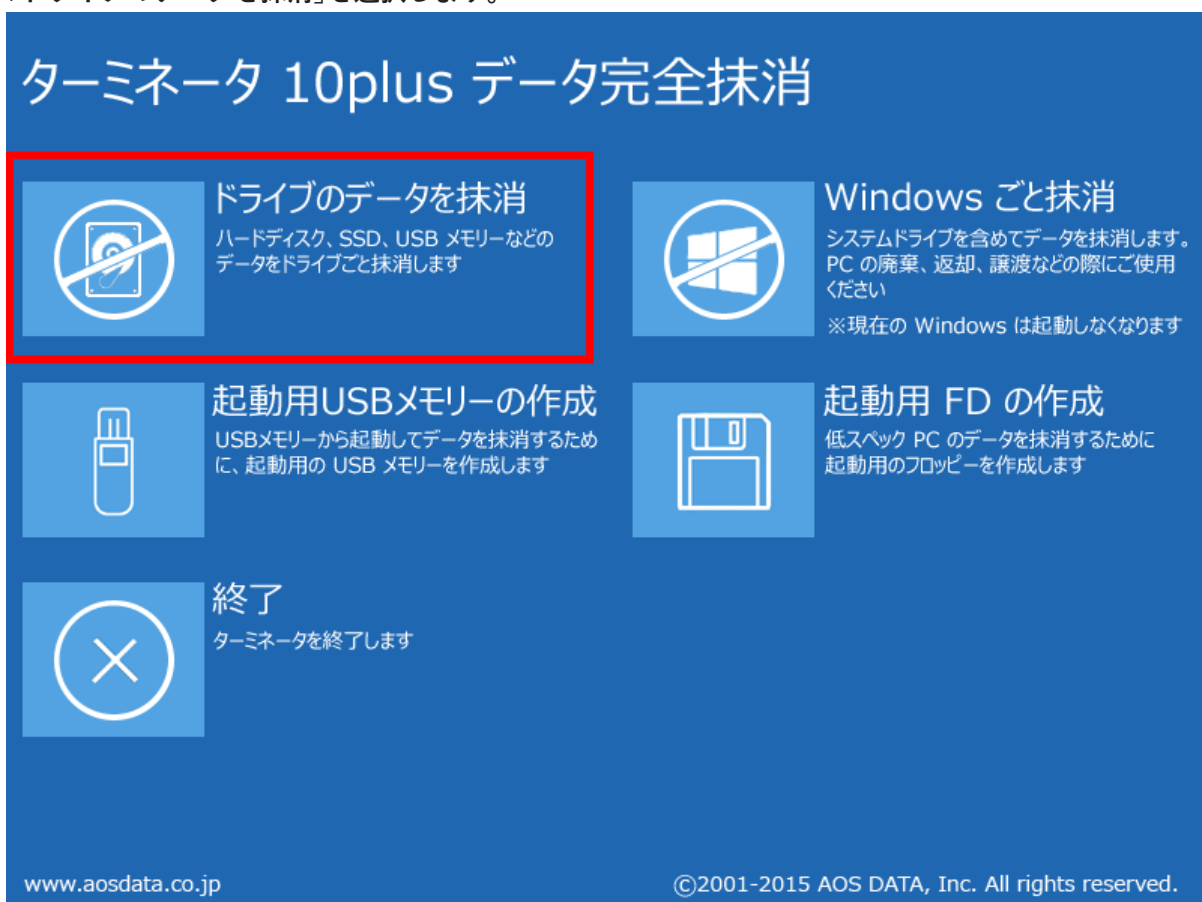 ターミネータ 10plus データ完全抹消
ドライブのデータを抹消
ハードディスク、SSD、USB メモリーなどの
データをドライブごと抹消します
Windows ごと抹消
システムドライブを含めてデータを抹消します。
PC の廃棄、返却、譲渡などの際にご使用
ください
※現在の Windows は起動しなくなります
起動用USBメモリーの作成
USBメモリーから起動してデータを抹消するため
に、起動用の USB メモリーを作成します
起動用 FD の作成
低スペック PC のデータを抹消するために
起動用のフロッピーを作成します
終了
ターミネータを終了します
www.aosdata.co.jp
©2001-2015 AOS DATA, Inc. All rights reserved.